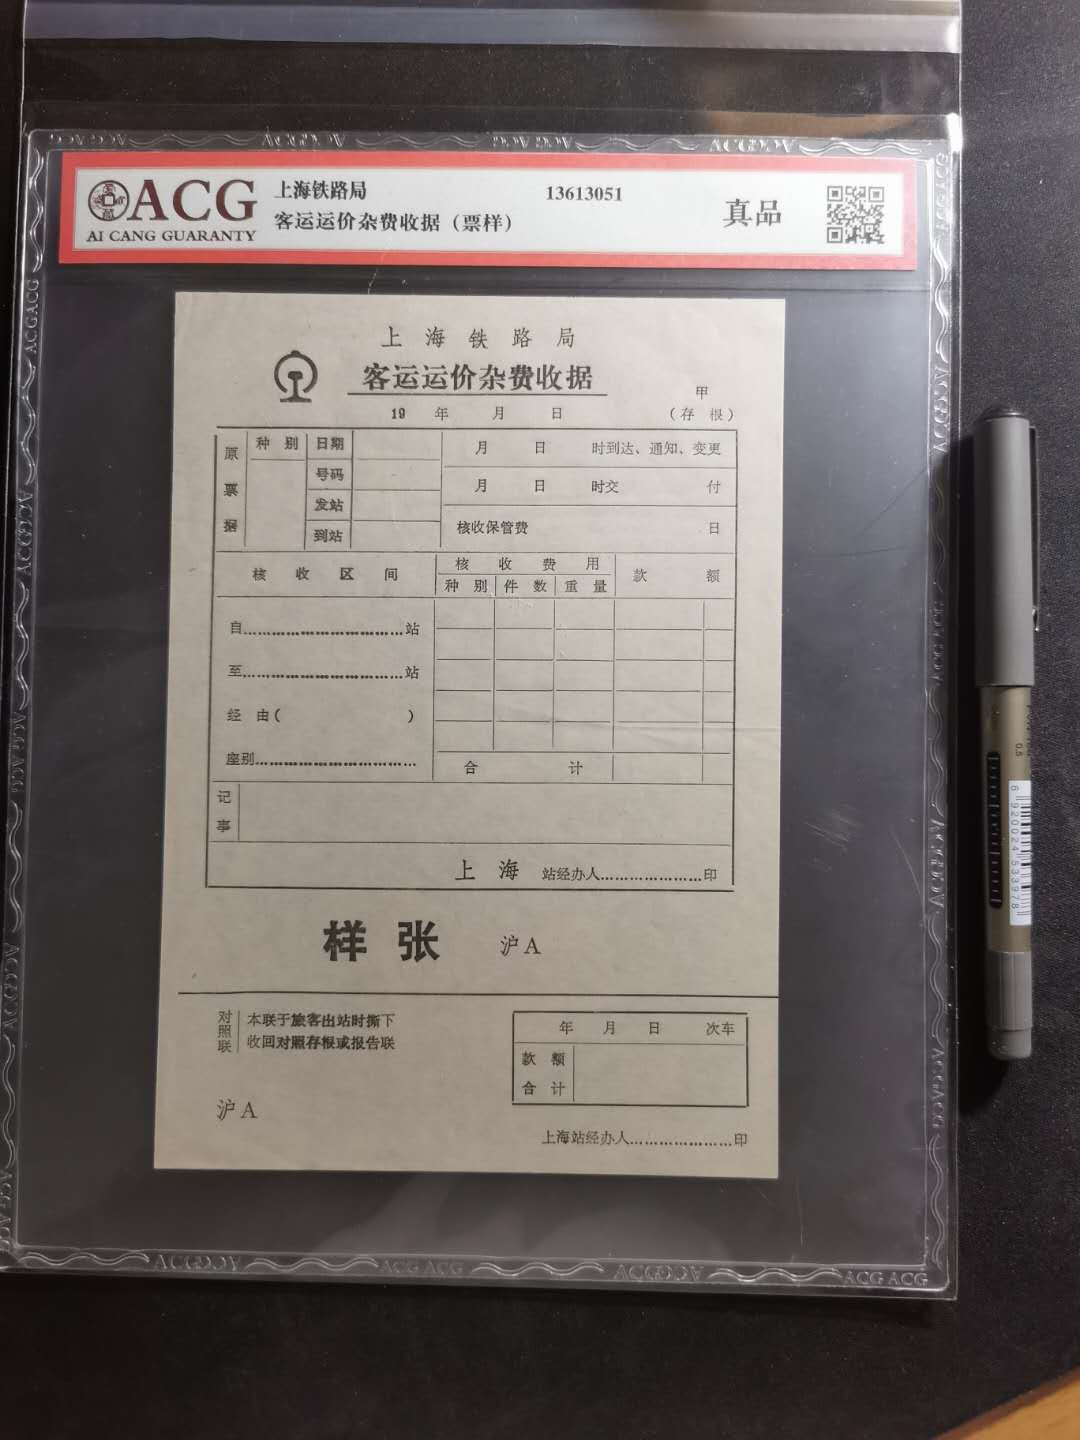 ACG
AI CANG GUARANTY
上海铁路局
客运运价杂费收据（票样）
13613051
真品
上海铁路局
客运运价杂费收据
甲
19 年 月 日 （存根）
原票据
种别
日期
号码
发站
到站
月 日 时到达、通知、变更
月 日 时交 付
核收保管费 日
核收区间
核收费用
种别 件数 重量
款额
自……………………………站
至……………………………站
经由（ ）
座别……………………………
合计
记事
上海 站经办人…………………印
样张 沪A
对照联
本联于旅客出站时撕下
收回对照存根或报告联
沪A
年 月 日 次车
款额
合计
上海站经办人…………………印
0.5
6920024533978